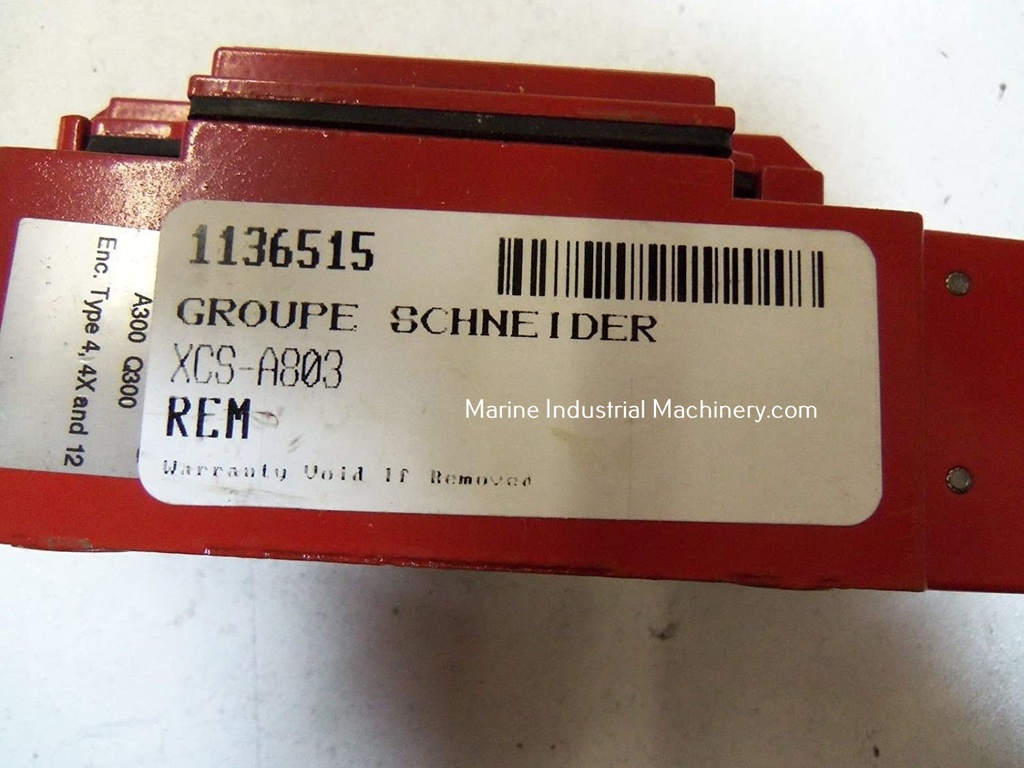 1136515
GROUPE SCHNEIDER
XCS-A803
REM
Warranty Void If Removed
A300 Q300
Enc. Type 4, 4X and 12
Marine Industrial Machinery.com